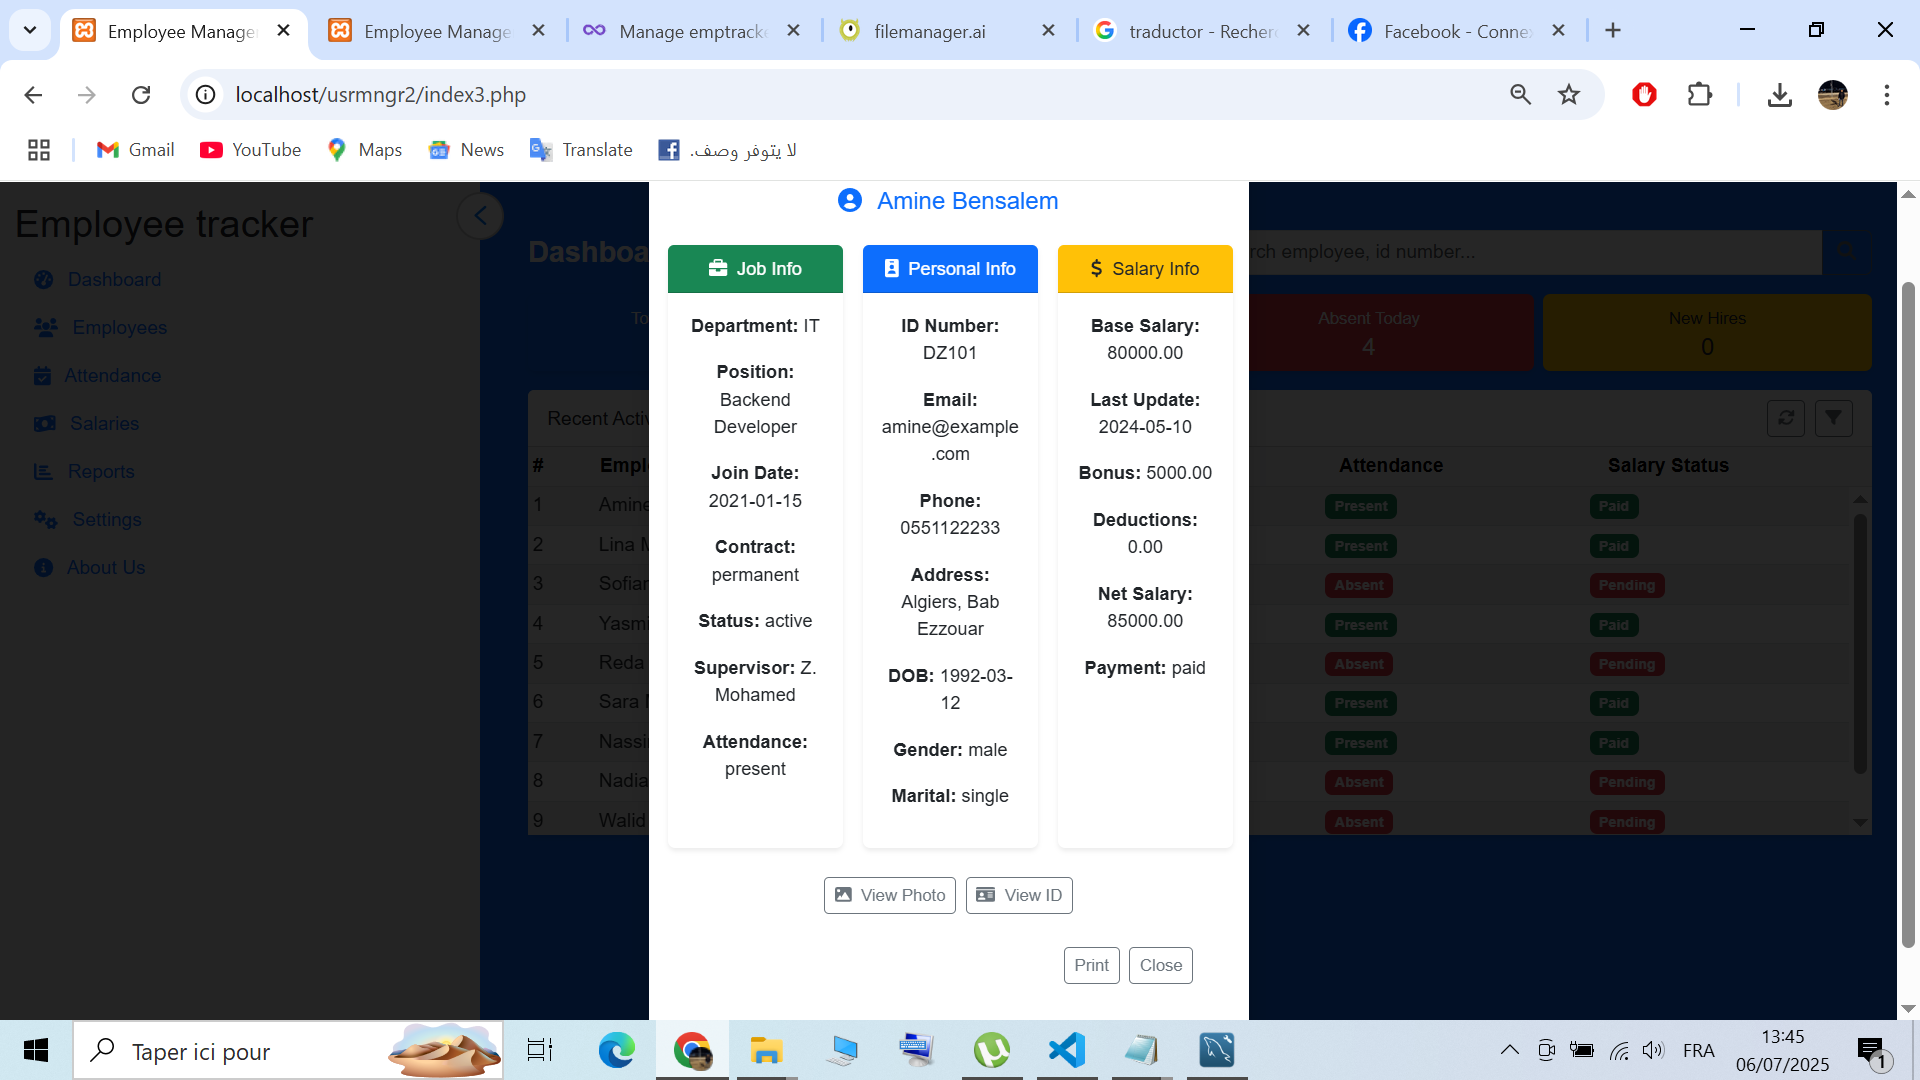 Employee Manage
Employee Manage
Manage emptrack
filemanager.ai
traductor - Recher
Facebook - Connex
localhost/usrmngr2/index3.php
Gmail
YouTube
Maps
News
Translate
لا يتوفر وصف.
Employee tracker
Dashboard
Employees
Attendance
Salaries
Reports
Settings
About Us
Dashboa
rch employee, id number...
To
Absent Today
4
New Hires
0
Recent Activ
#
Empl
Attendance
Salary Status
1 Amine Present Paid
2 Lina M Present Paid
3 Sofian Absent Pending
4 Yasmi Present Paid
5 Reda Absent Pending
6 Sara Present Paid
7 Nassi Present Paid
8 Nadia Absent Pending
9 Walid Absent Pending
Amine Bensalem
Job Info
Department: IT
Position:
Backend
Developer
Join Date:
2021-01-15
Contract:
permanent
Status: active
Supervisor: Z.
Mohamed
Attendance:
present
Personal Info
ID Number:
DZ101
Email:
amine@example
.com
Phone:
0551122233
Address:
Algiers, Bab
Ezzouar
DOB: 1992-03-
12
Gender: male
Marital: single
Salary Info
Base Salary:
80000.00
Last Update:
2024-05-10
Bonus: 5000.00
Deductions:
0.00
Net Salary:
85000.00
Payment: paid
View Photo
View ID
Print
Close
Taper ici pour
FRA
13:45
06/07/2025
1